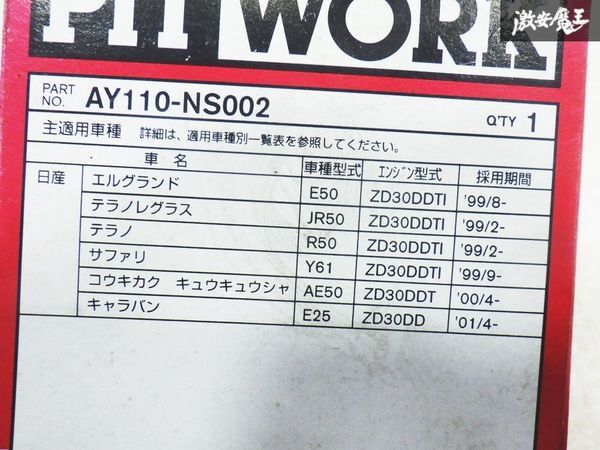 激安魔王
PIT WORK
PART NO. AY110-NS002 Q'TY 1
主適用車種 詳細は、適用車種別一覧表を参照してください。
車名 車種型式 エンジン型式 採用期間
日産 エルグランド E50 ZD30DDTI '99/8-
テラノレグラス JR50 ZD30DDTI '99/2-
テラノ R50 ZD30DDTI '99/2-
サファリ Y61 ZD30DDTI '99/9-
コウキカク キュウキュウシャ AE50 ZD30DDT '00/4-
キャラバン E25 ZD30DD '01/4-